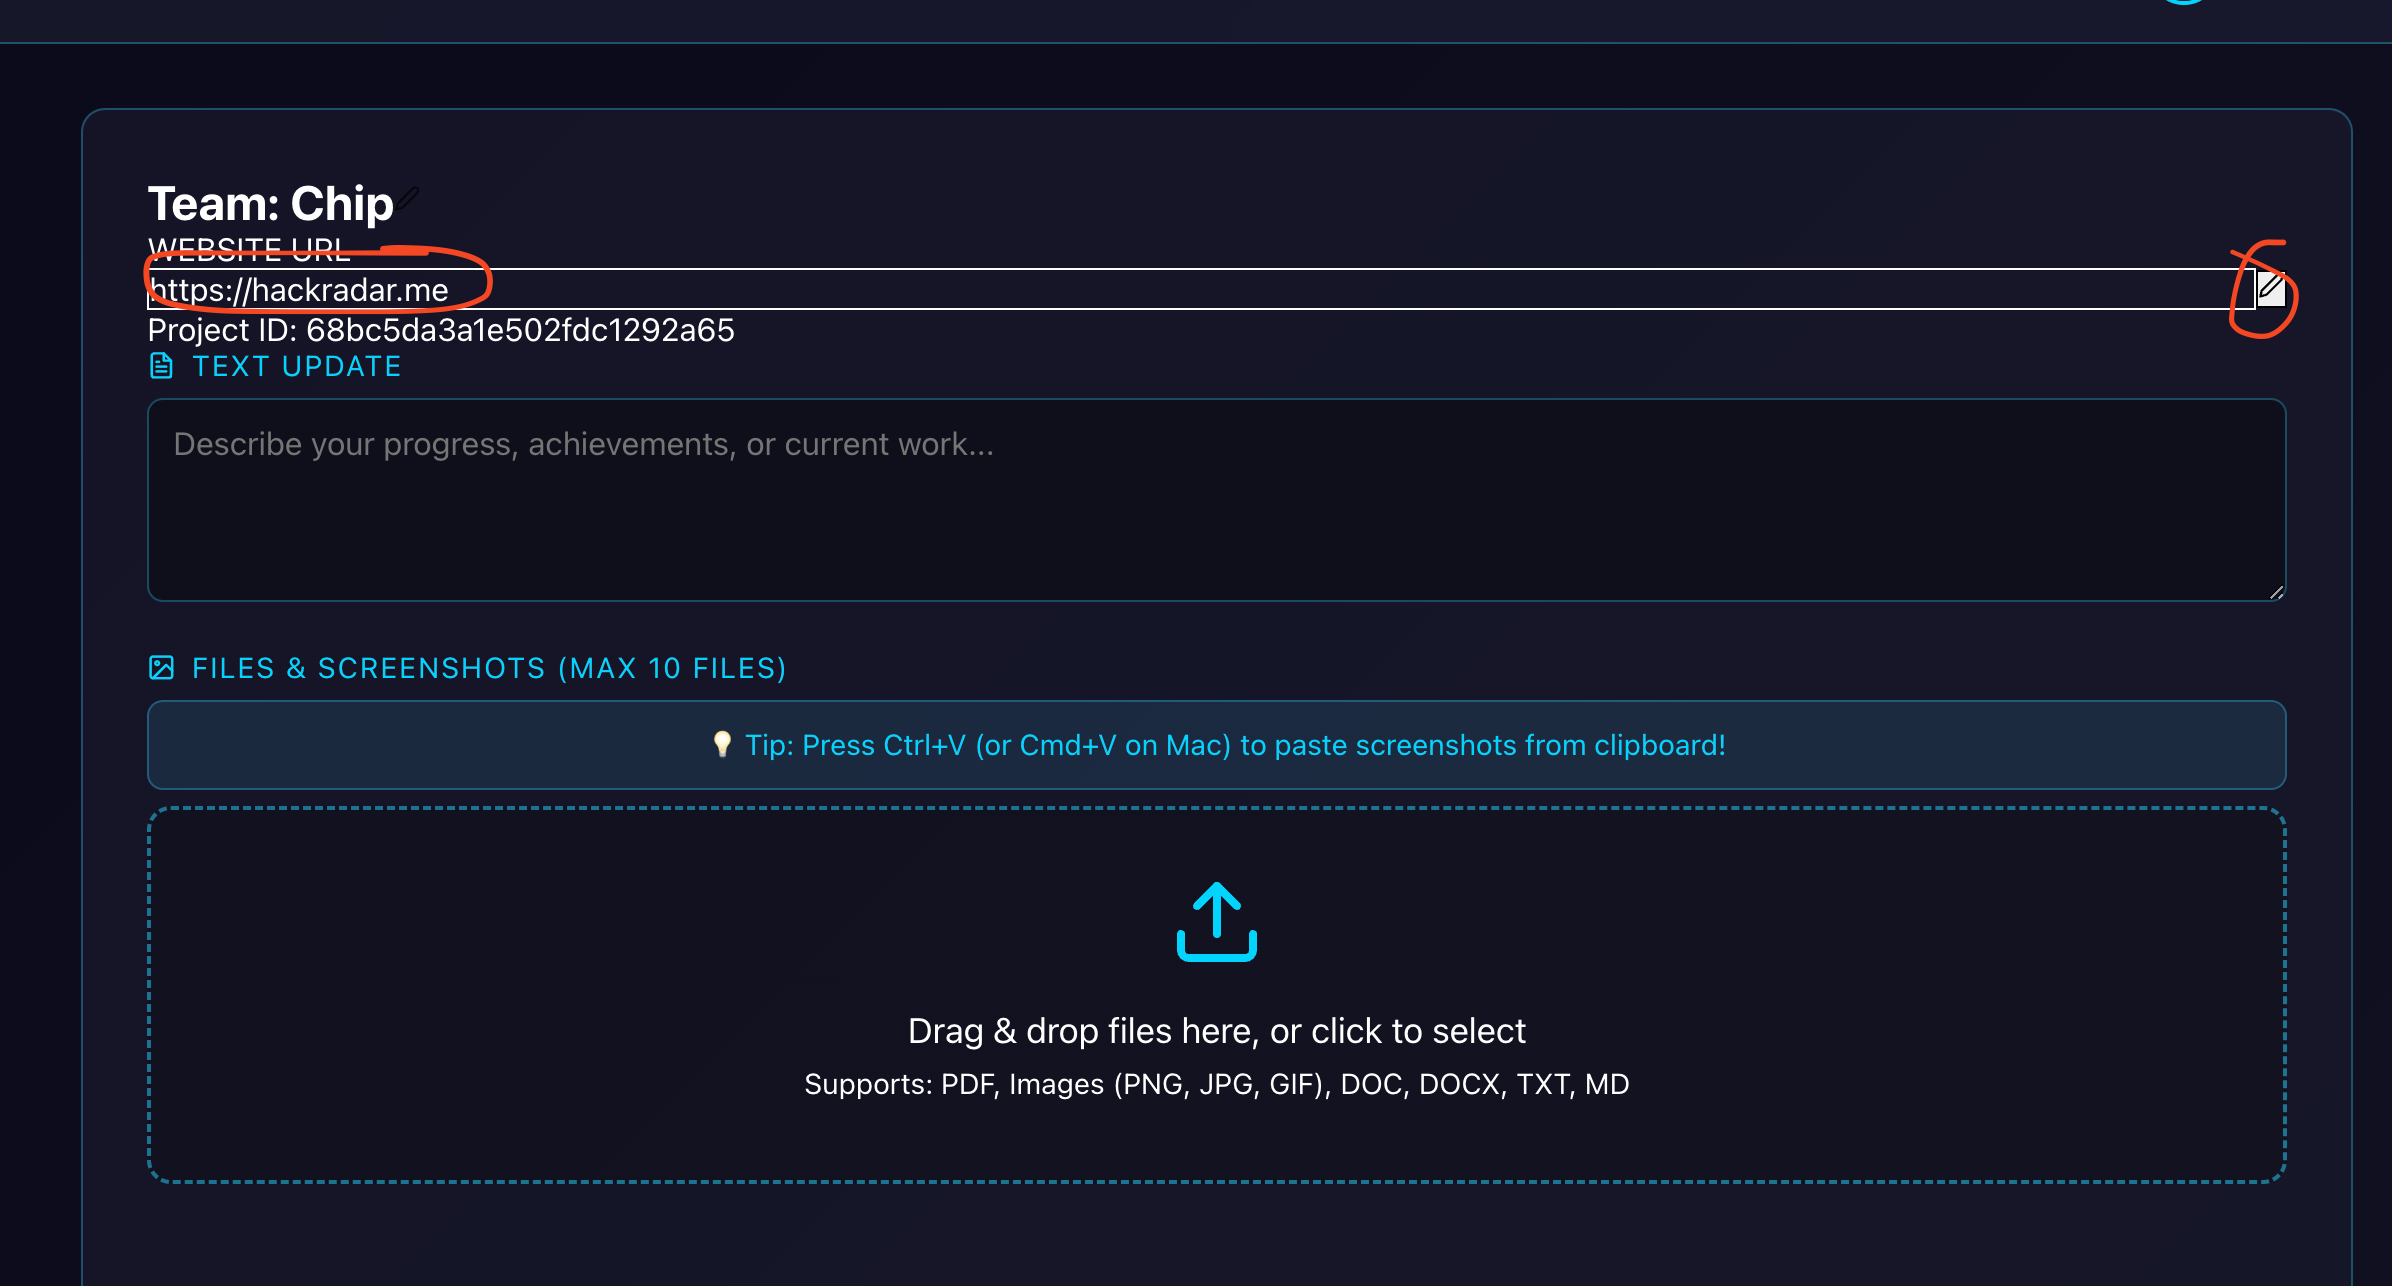 Team: Chip
WEBSITE URL
https://hackradar.me
Project ID: 68bc5da3a1e502fdc1292a65
TEXT UPDATE
Describe your progress, achievements, or current work...
FILES & SCREENSHOTS (MAX 10 FILES)
Tip: Press Ctrl+V (or Cmd+V on Mac) to paste screenshots from clipboard!
Drag & drop files here, or click to select
Supports: PDF, Images (PNG, JPG, GIF), DOC, DOCX, TXT, MD